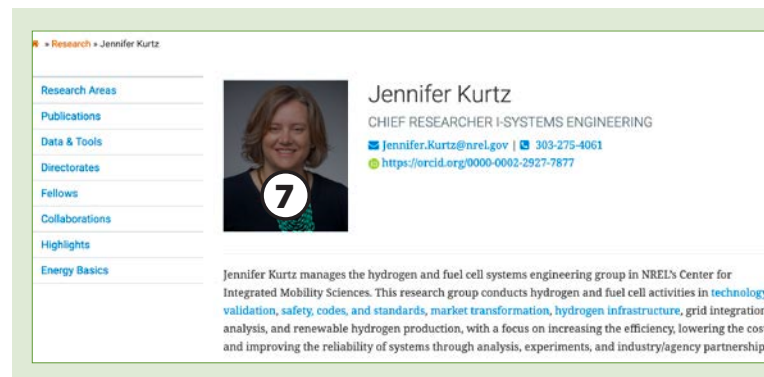 » Research » Jennifer Kurtz
Research Areas
Publications
Data & Tools
Directorates
Fellows
Collaborations
Highlights
Energy Basics
7
Jennifer Kurtz
CHIEF RESEARCHER I-SYSTEMS ENGINEERING
Jennifer.Kurtz@nrel.gov | 303-275-4061
https://orcid.org/0000-0002-2927-7877
Jennifer Kurtz manages the hydrogen and fuel cell systems engineering group in NREL's Center for
Integrated Mobility Sciences. This research group conducts hydrogen and fuel cell activities in technology
validation, safety, codes, and standards, market transformation, hydrogen infrastructure, grid integration
analysis, and renewable hydrogen production, with a focus on increasing the efficiency, lowering the cos
and improving the reliability of systems through analysis, experiments, and industry/agency partnership